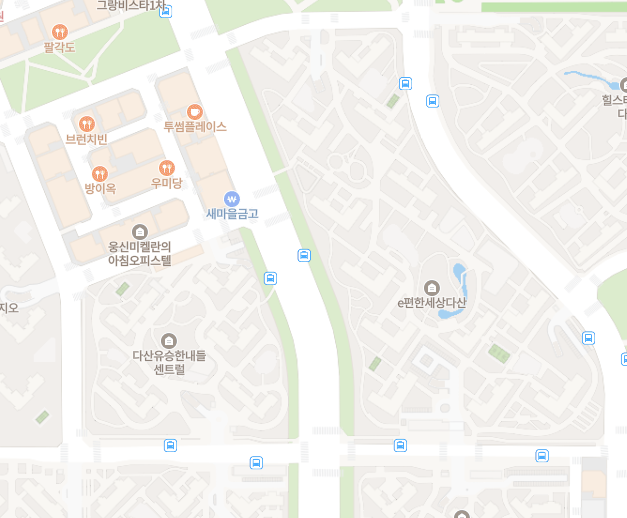 그랑비스타1차
원
팔각도
힐스테
다
브런치빈
투썸플레이스
방이옥
우미당
새마을금고
웅신미켈란의
아침오피스텔
지오
e편한세상다산
다산유승한내들
센트럴